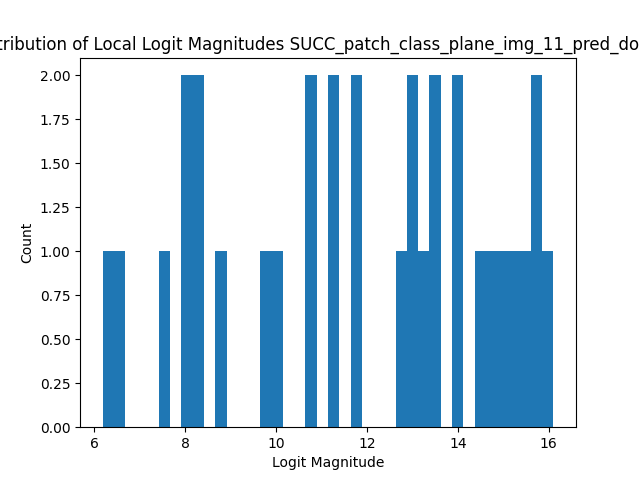 tribution of Local Logit Magnitudes SUCC_patch_class_plane_img_11_pred_do
2.00
1.75
1.50
1.25
1.00
0.75
0.50
0.25
0.00
Count
6 8 10 12 14 16
Logit Magnitude